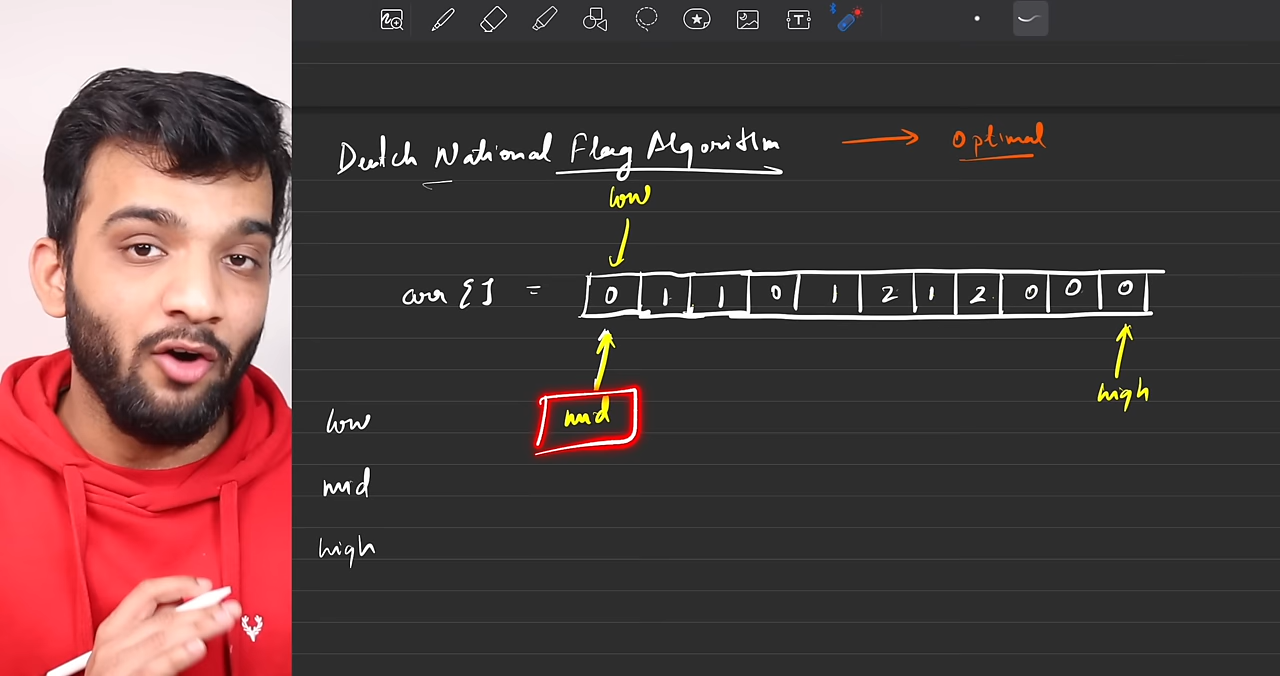 Dutch National Flag Algorithm → Optimal
low
arr[] = 0 1 1 0 1 2 1 2 0 0 0
mid high
low
mid
high